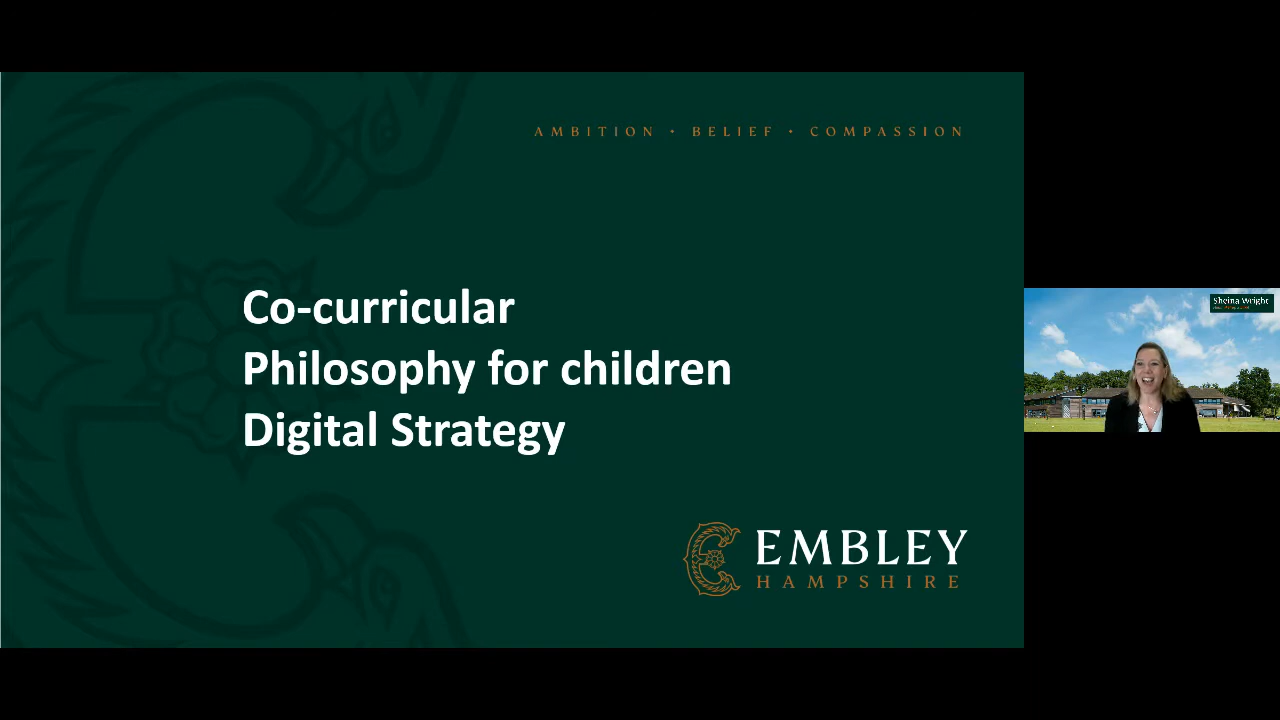 AMBITION • BELIEF • COMPASSION
Co-curricular
Philosophy for children
Digital Strategy
EMBLEY
HAMPSHIRE
Sheina Wright